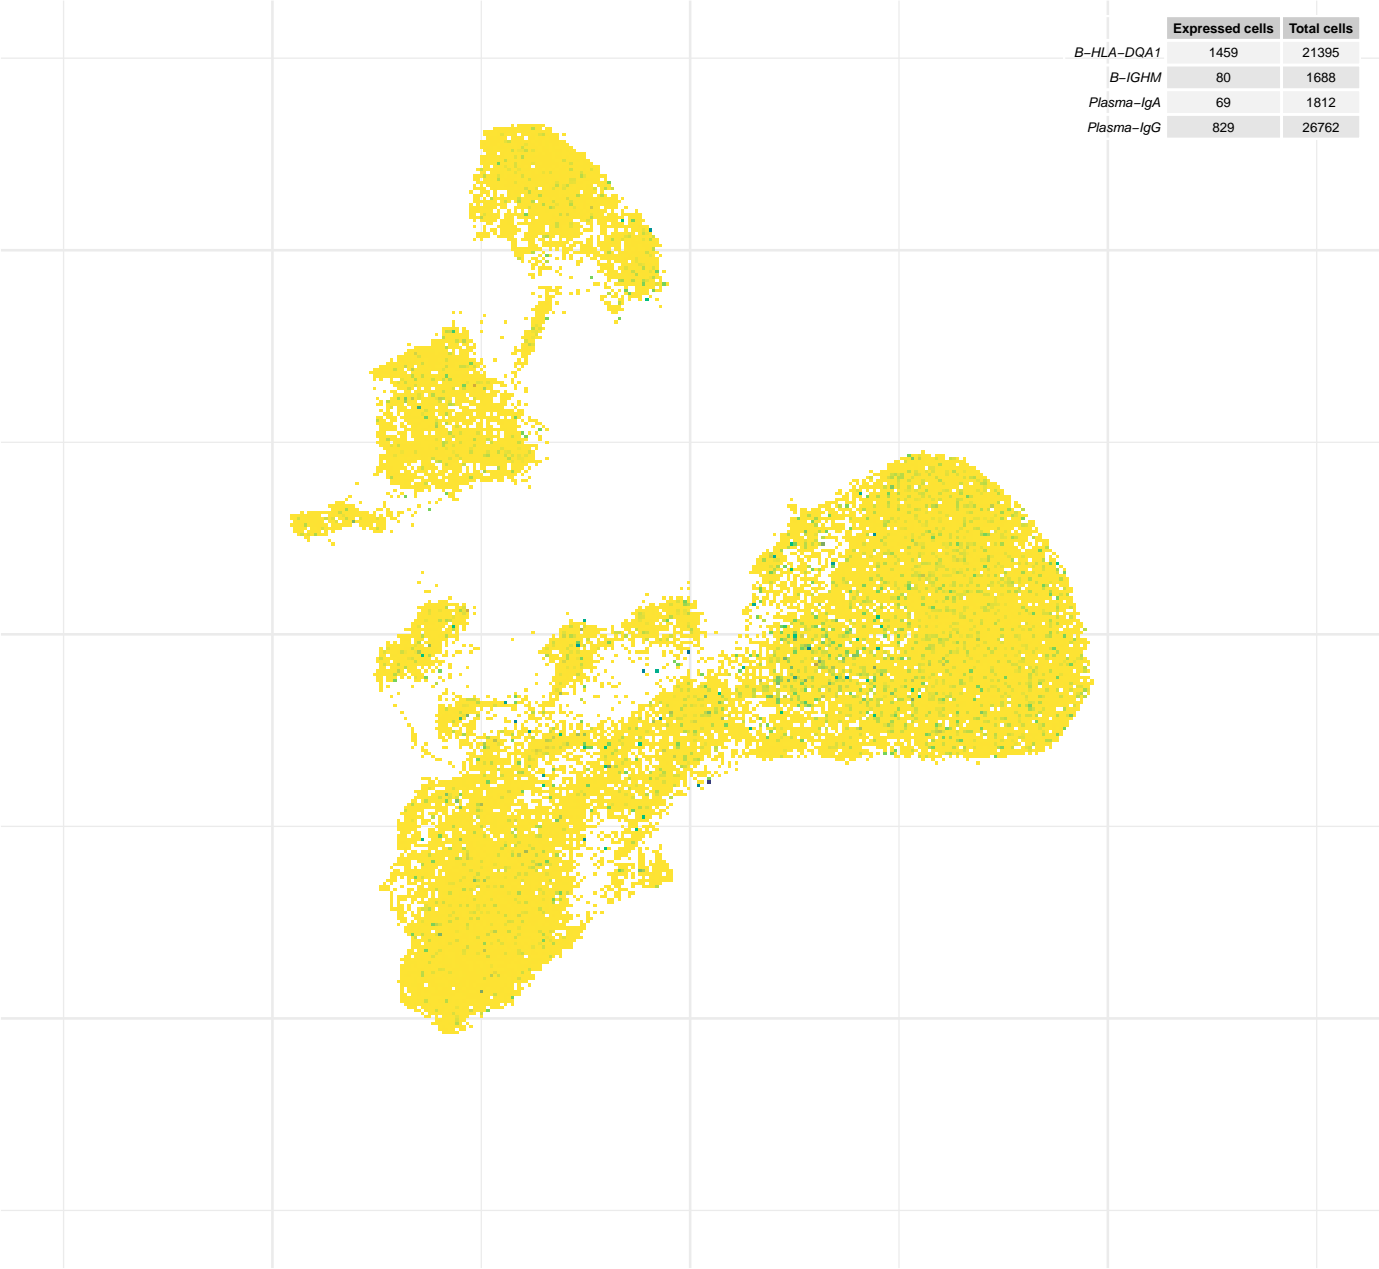 Expressed cells Total cells
B−HLA−DQA1 1459 21395
B−IGHM 80 1688
Plasma−IgA 69 1812
Plasma−IgG 829 26762